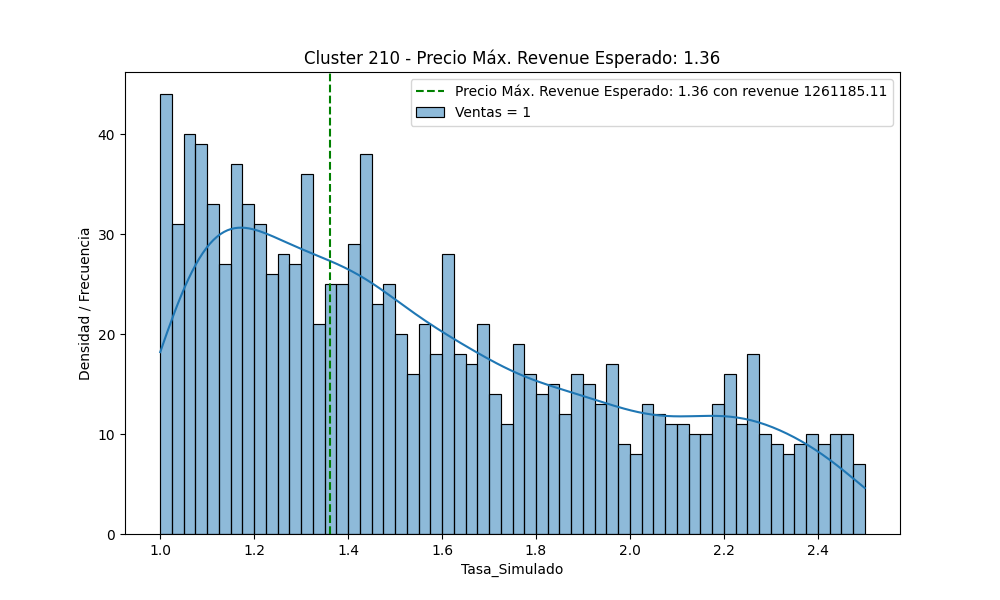 Cluster 210 - Precio Máx. Revenue Esperado: 1.36
Precio Máx. Revenue Esperado: 1.36 con revenue 1261185.11
Ventas = 1
Densidad / Frecuencia
40
30
20
10
0
1.0 1.2 1.4 1.6 1.8 2.0 2.2 2.4
Tasa_Simulado